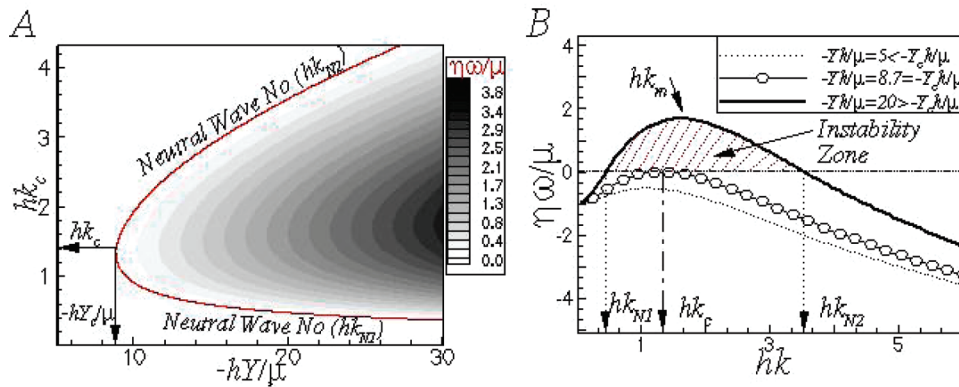 A
hk_c
4
3
2
1
Neutral Wave No (hk_N2)
hk_c
-hY_c/μ
Neutral Wave No (hk_N1)
10
20
30
-hY/μ
ηω/μ
3.8
3.4
2.9
2.5
2.1
1.7
1.3
0.8
0.4
0.0
B
ηω/μ
4
2
0
-2
-4
-Yh/μ=5<-Y_ch/μ
-Yh/μ=8.7=-Y_ch/μ
-Yh/μ=20>-Y_ch/μ
hk_m
Instability
Zone
hk_N1
hk_c
hk_N2
1
3
5
hk